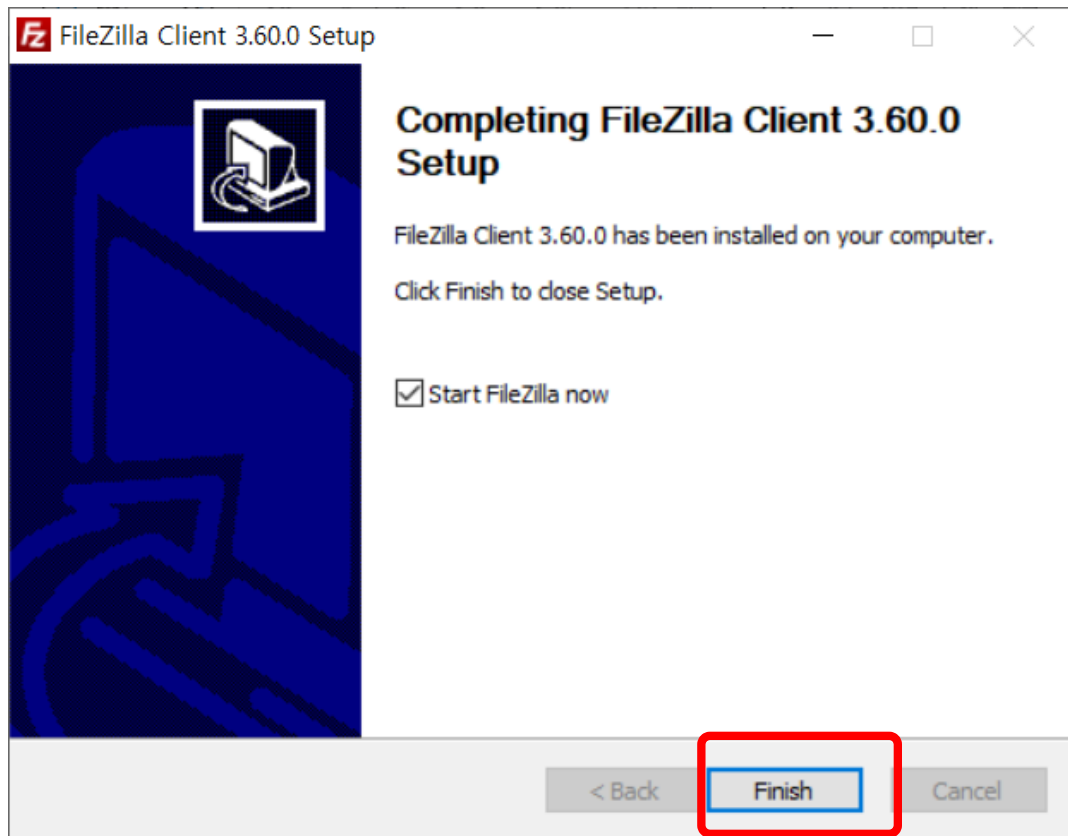 Fz FileZilla Client 3.60.0 Setup
Completing FileZilla Client 3.60.0
Setup
FileZilla Client 3.60.0 has been installed on your computer.
Click Finish to close Setup.
Start FileZilla now
< Back Finish Cancel